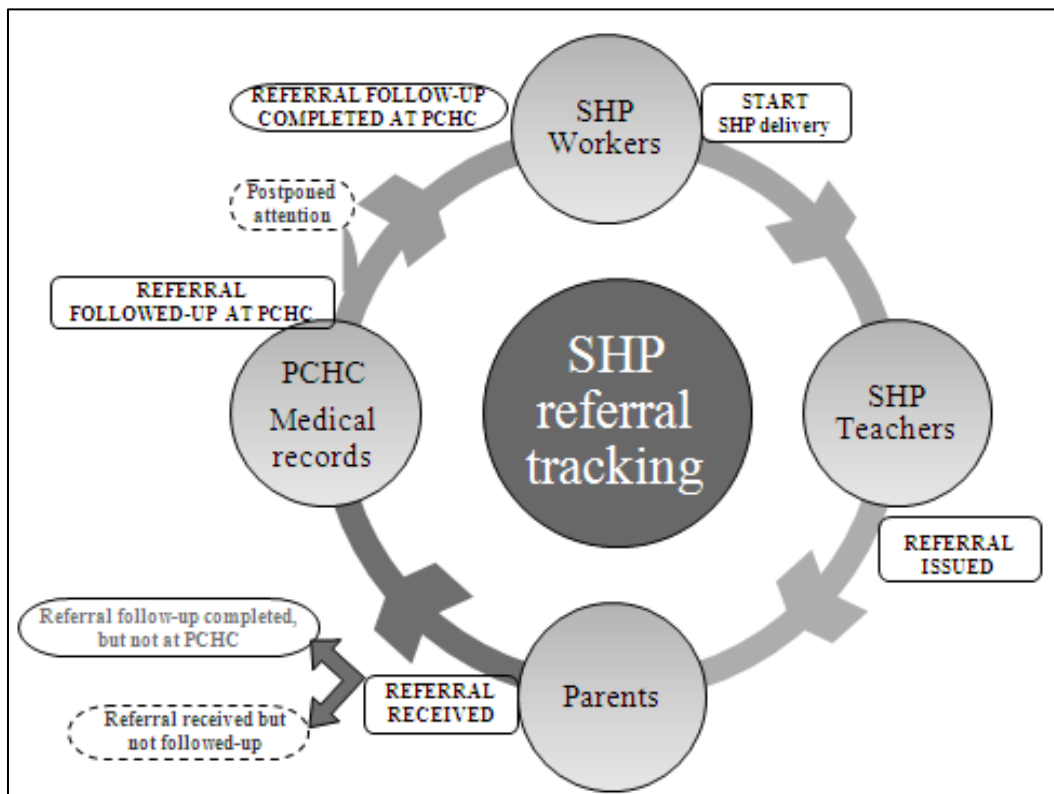 REFERRAL FOLLOW-UP
COMPLETED AT PCHC
SHP
Workers
START
SHP delivery
Postponed
attention
REFERRAL
FOLLOWED-UP AT PCHC
PCHC
Medical
records
SHP
referral
tracking
SHP
Teachers
REFERRAL
ISSUED
Referral follow-up completed,
but not at PCHC
REFERRAL
RECEIVED
Parents
Referral received but
not followed-up